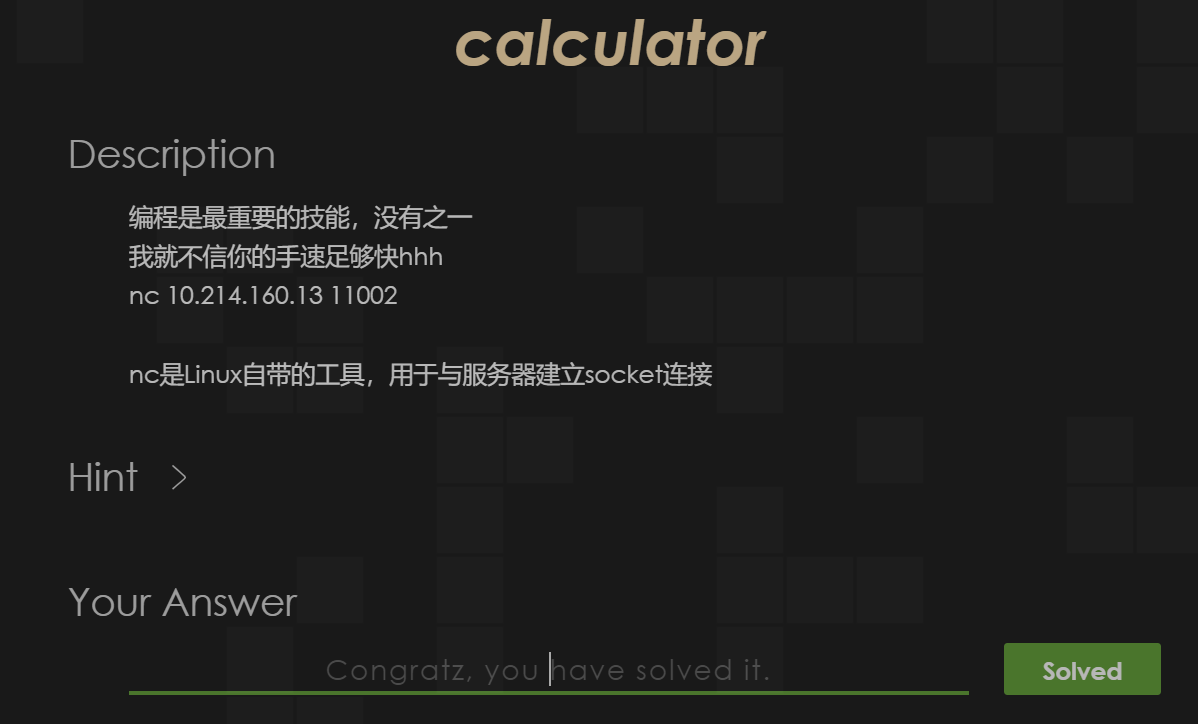 calculator
Description
编程是最重要的技能，没有之一
我就不信你的手速足够快hhh
nc 10.214.160.13 11002
nc是Linux自带的工具，用于与服务器建立socket连接
Hint >
Your Answer
Congratz, you have solved it.
Solved